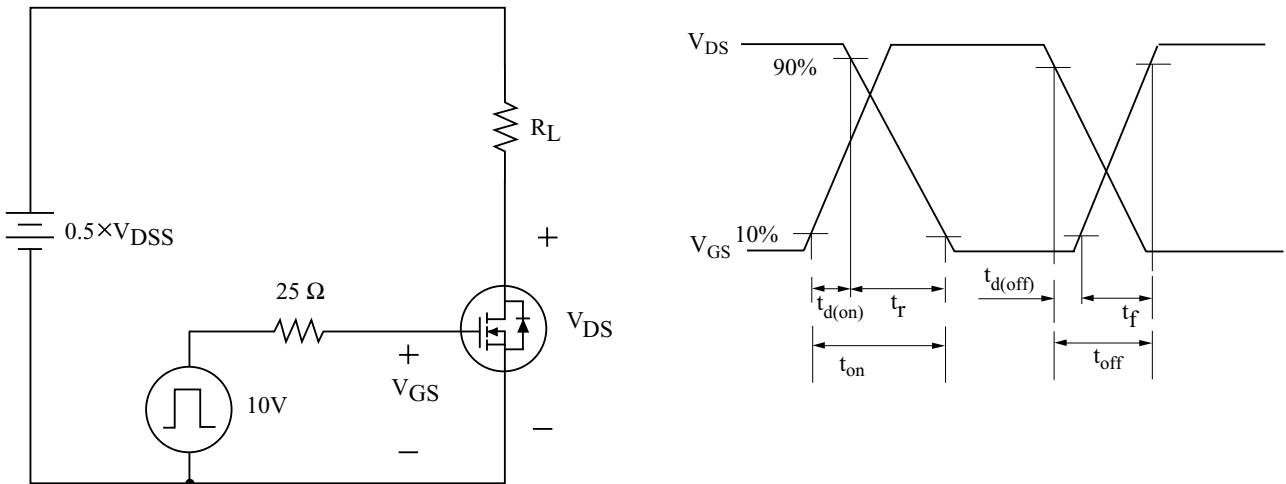 R_L
0.5×V_DSS
+
25 Ω
V_DS
+
V_GS
10V
−
−
V_DS
90%
V_GS 10%
t_d(on)
t_r
t_on
t_d(off)
t_f
t_off